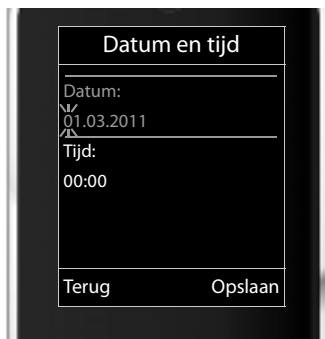 Datum en tijd
Datum:
01.03.2011
Tijd:
00:00
Terug Opslaan